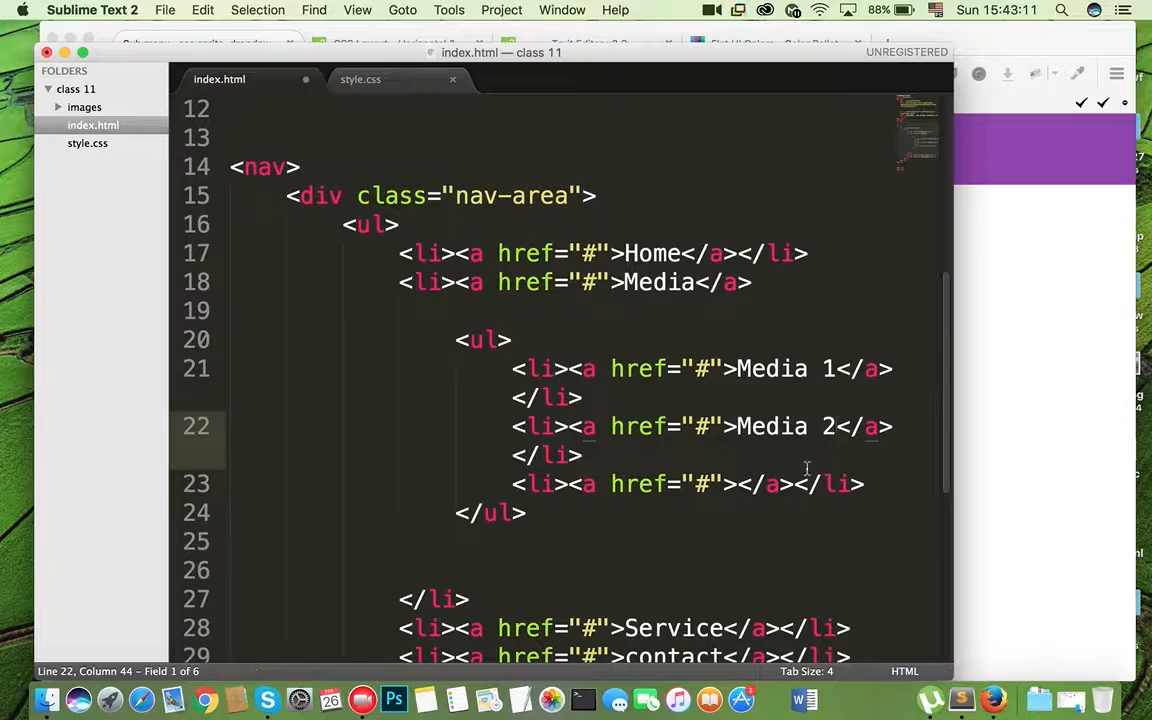 Sublime Text 2 File Edit Selection Find View Goto Tools Project Window Help 88% Sun 15:43:11
index.html — class 11 UNREGISTERED
FOLDERS
class 11
images
index.html
style.css
index.html style.css
12
13
14 <nav>
15 <div class="nav-area">
16 <ul>
17 <li><a href="#">Home</a></li>
18 <li><a href="#">Media</a>
19
20 <ul>
21 <li><a href="#">Media 1</a>
</li>
22 <li><a href="#">Media 2</a>
</li>
23 <li><a href="#"></a></li>
24 </ul>
25
26
27 </li>
28 <li><a href="#">Service</a></li>
29 <li><a href="#">contact</a></li>
Line 22, Column 44 - Field 1 of 6 Tab Size: 4 HTML